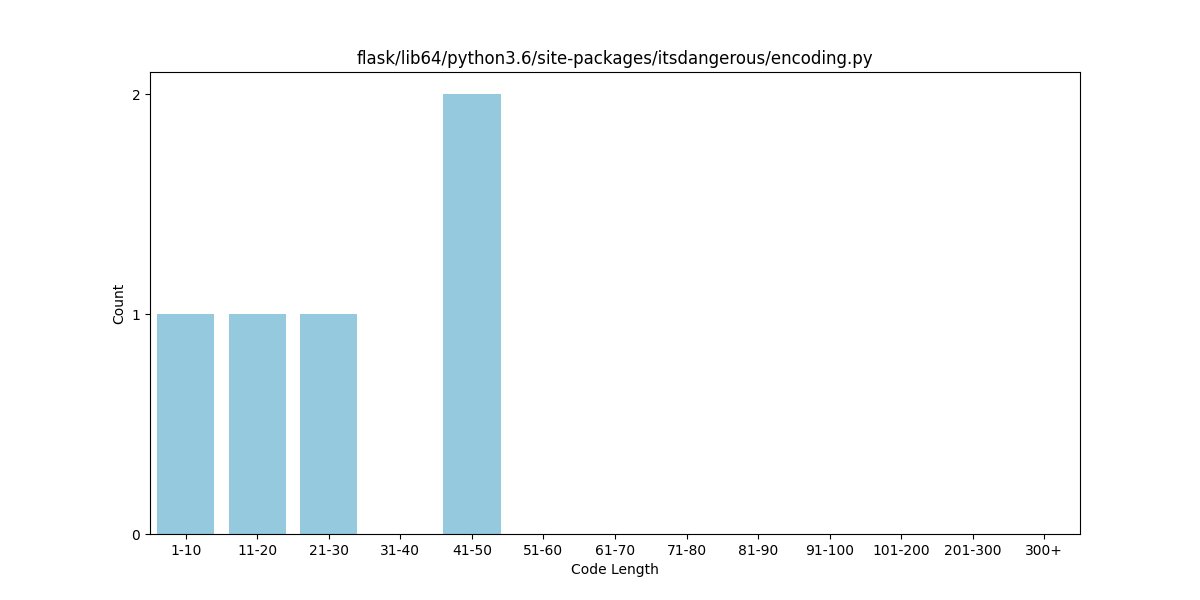 flask/lib64/python3.6/site-packages/itsdangerous/encoding.py
Count
2
1
0
1-10 11-20 21-30 31-40 41-50 51-60 61-70 71-80 81-90 91-100 101-200 201-300 300+
Code Length